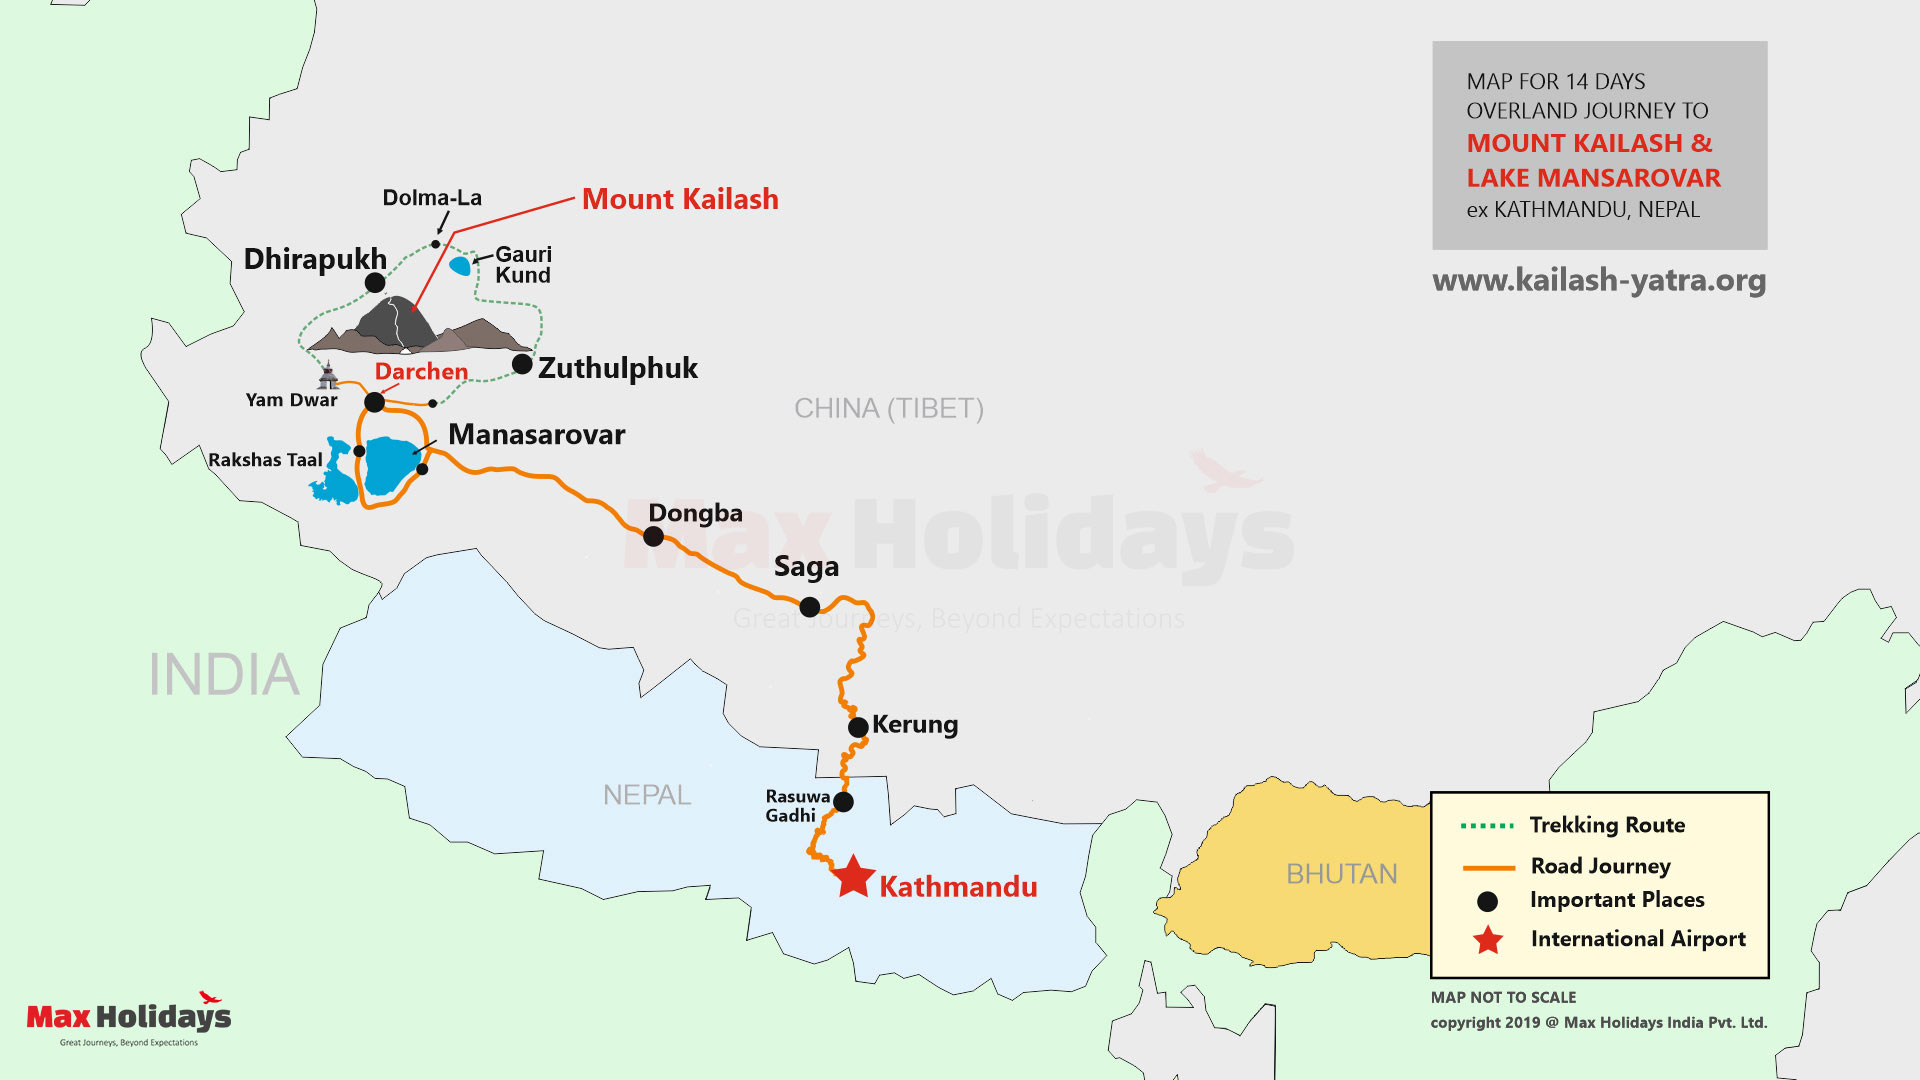 MAP FOR 14 DAYS
OVERLAND JOURNEY TO
MOUNT KAILASH &
LAKE MANSAROVAR
ex KATHMANDU, NEPAL
www.kailash-yatra.org
Dolma-La
Mount Kailash
Dhirapukh
Gauri
Kund
Darchen
Zuthulphuk
Yam Dwar
CHINA (TIBET)
Manasarovar
Rakshas Taal
Dongba
Max Holidays
Saga
Great Journeys, Beyond Expectations
INDIA
Kerung
NEPAL
Rasuwa
Gadhi
Kathmandu
BHUTAN
Trekking Route
Road Journey
Important Places
International Airport
MAP NOT TO SCALE
copyright 2019 @ Max Holidays India Pvt. Ltd.
Max Holidays
Great Journeys, Beyond Expectations